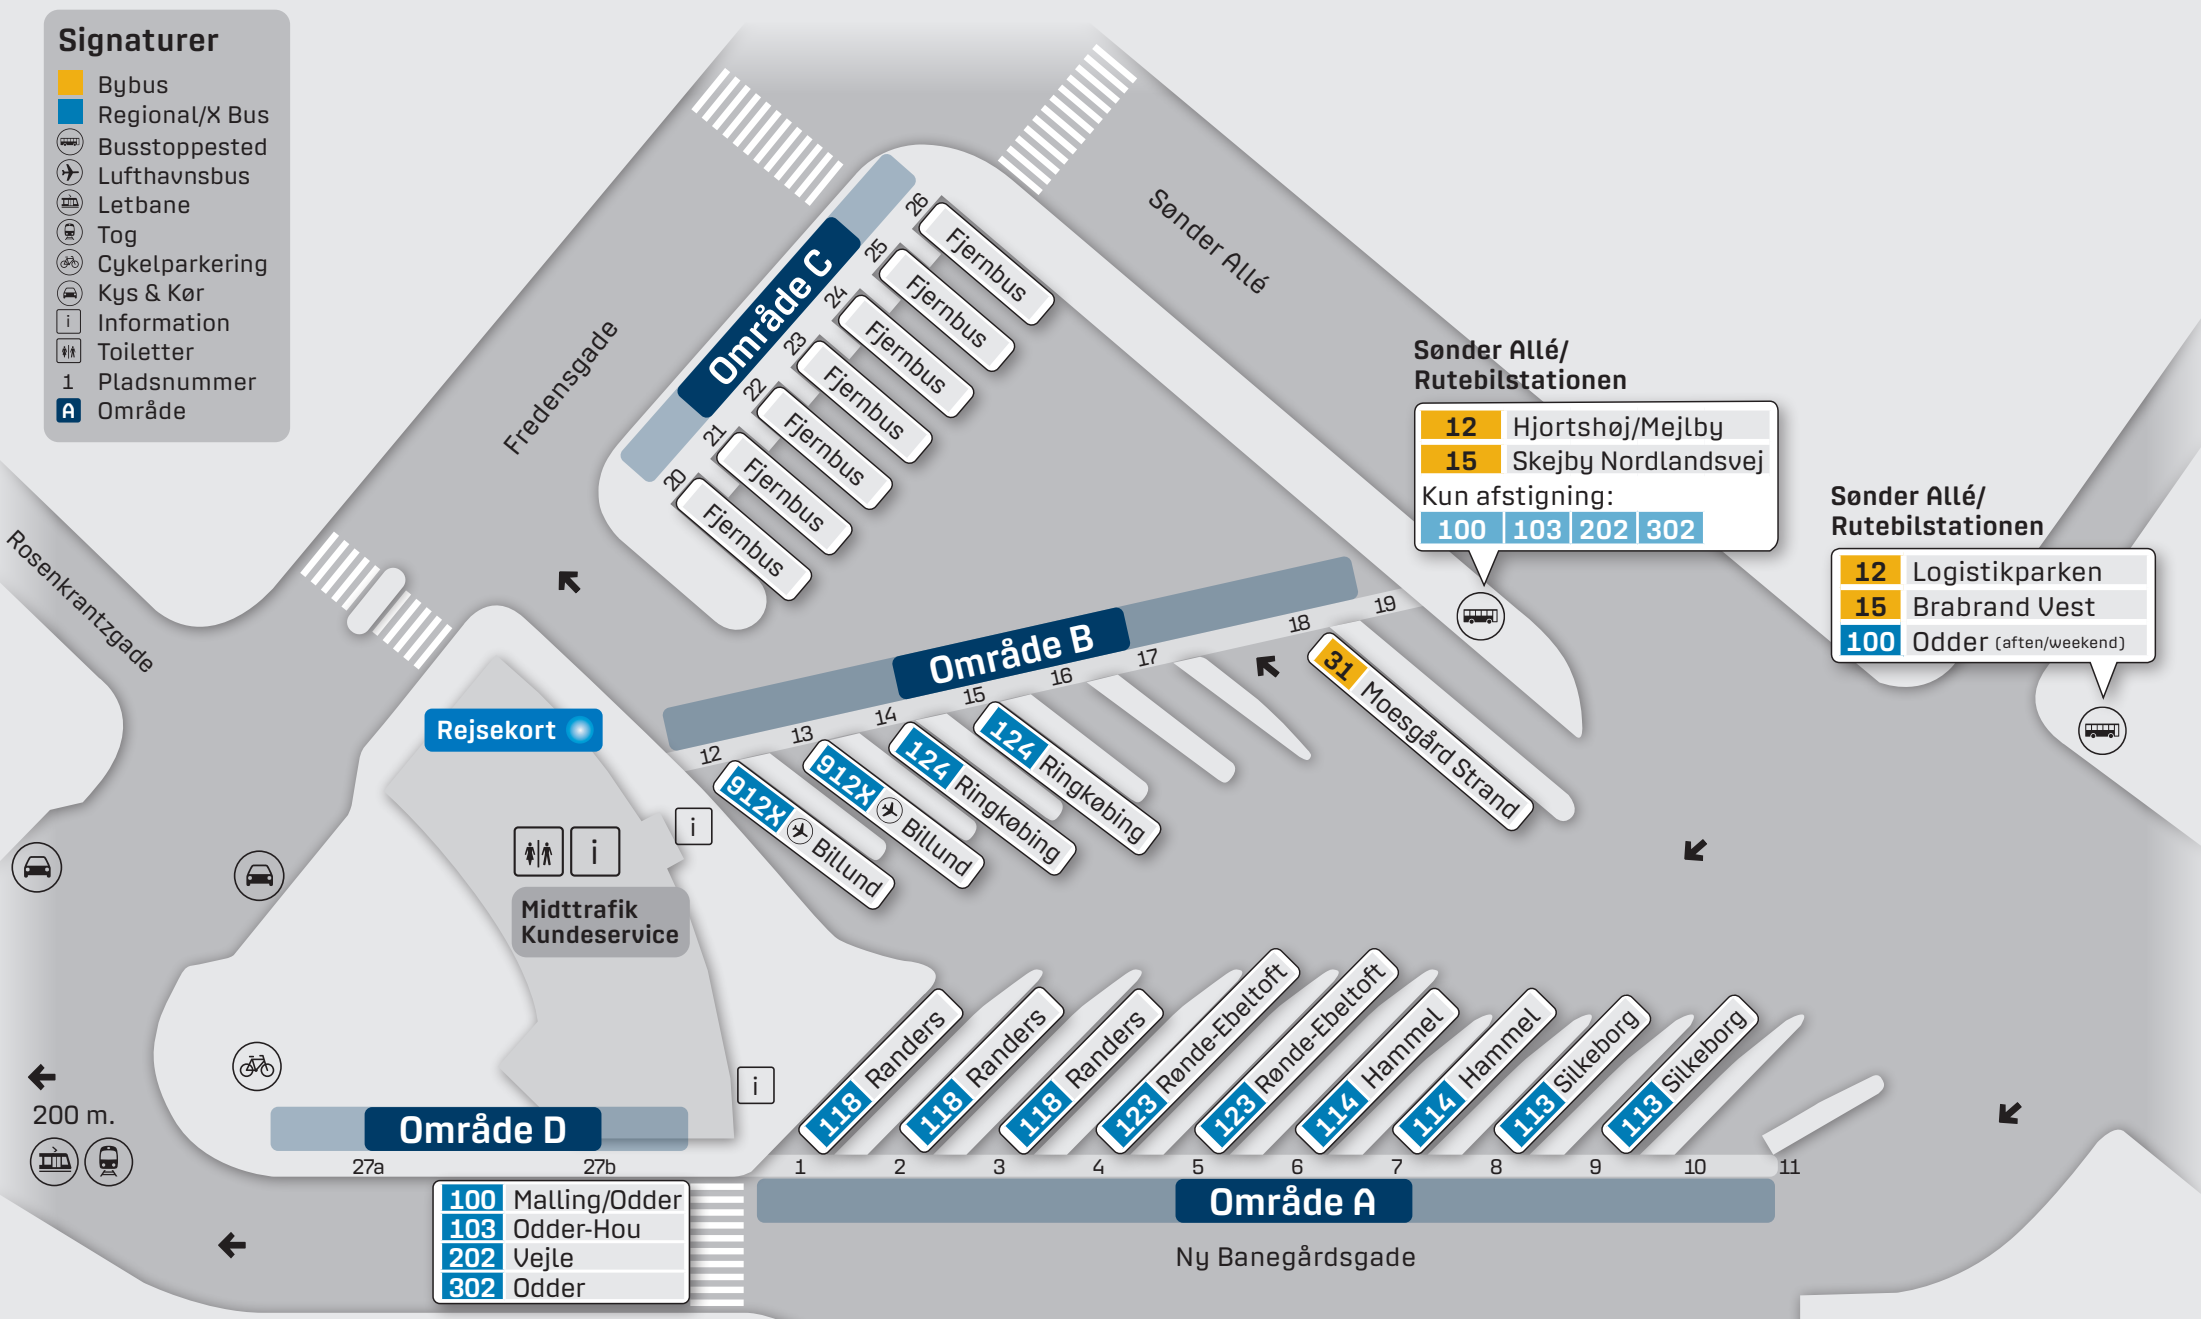 Signaturer
Bybus
Regional/X Bus
Busstoppested
Lufthavnsbus
Letbane
Tog
Cykelparkering
Kys & Kør
i Information
Toiletter
1 Pladsnummer
A Område
Fredensgade
Sønder Allé
Rosenkrantzgade
Område C
26 Fjernbus
25 Fjernbus
24 Fjernbus
23 Fjernbus
22 Fjernbus
21 Fjernbus
20 Fjernbus
Sønder Allé/
Rutebilstationen
12 Hjortshøj/Mejlby
15 Skejby Nordlandsvej
Kun afstigning:
100 103 202 302
Sønder Allé/
Rutebilstationen
12 Logistikparken
15 Brabrand Vest
100 Odder (aften/weekend)
Område B
12
13
14
15
16
17
18
19
912X Billund
912X Billund
124 Ringkøbing
124 Ringkøbing
31 Moesgård Strand
Rejsekort
i
i
Midttrafik
Kundeservice
i
200 m.
Område D
27a
27b
100 Malling/Odder
103 Odder-Hou
202 Vejle
302 Odder
118 Randers
118 Randers
118 Randers
123 Rønde-Ebeltoft
123 Rønde-Ebeltoft
114 Hammel
114 Hammel
113 Silkeborg
113 Silkeborg
1 2 3 4 5 6 7 8 9 10 11
Område A
Ny Banegårdsgade